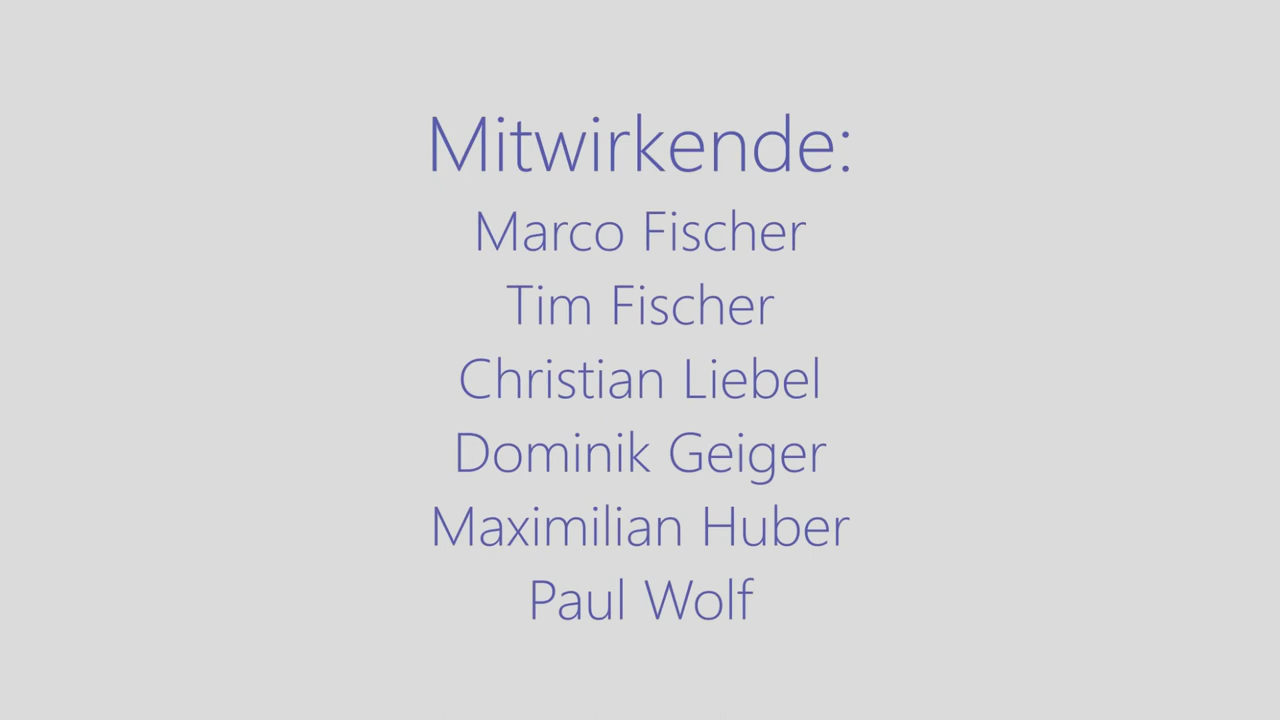 Mitwirkende:
Marco Fischer
Tim Fischer
Christian Liebel
Dominik Geiger
Maximilian Huber
Paul Wolf